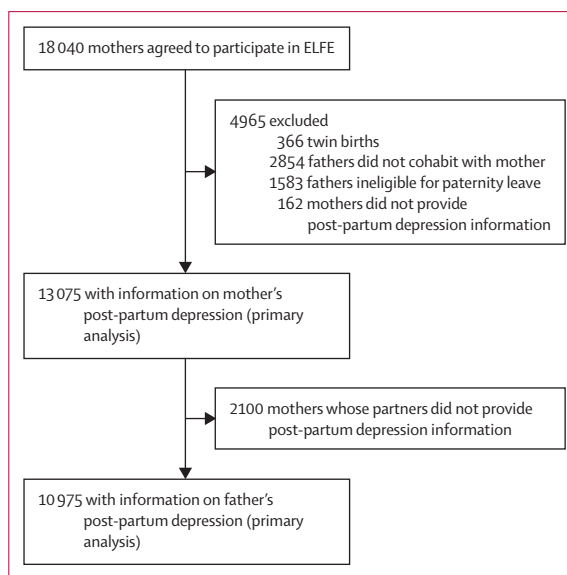 18 040 mothers agreed to participate in ELFE
4965 excluded
366 twin births
2854 fathers did not cohabit with mother
1583 fathers ineligible for paternity leave
162 mothers did not provide
post-partum depression information
13 075 with information on mother's
post-partum depression (primary
analysis)
2100 mothers whose partners did not provide
post-partum depression information
10 975 with information on father's
post-partum depression (primary
analysis)